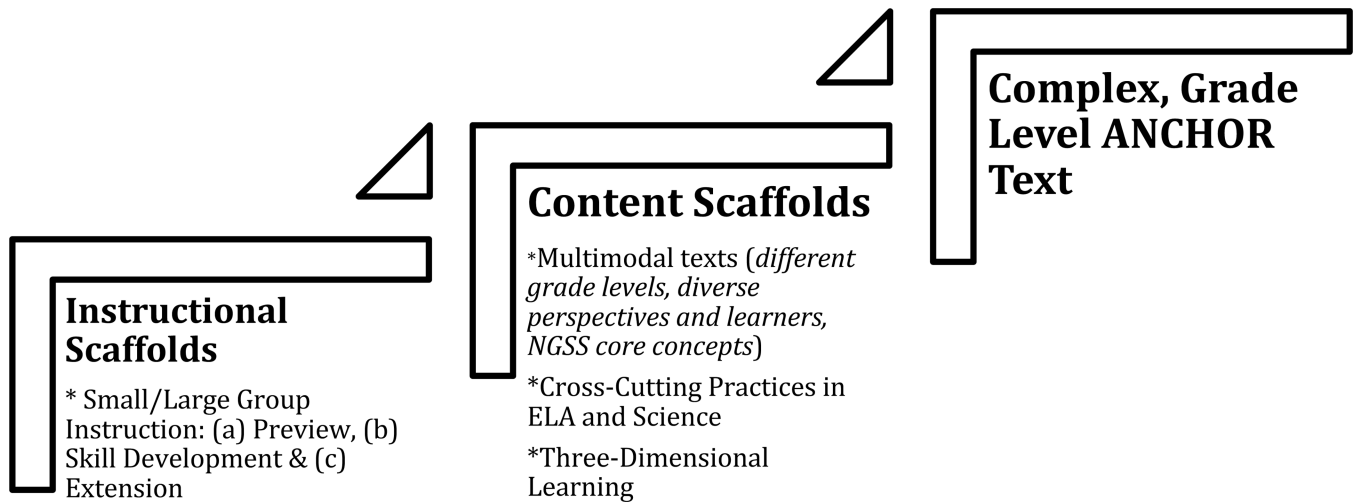 Instructional
Scaffolds
* Small/Large Group
Instruction: (a) Preview, (b)
Skill Development & (c)
Extension
Content Scaffolds
*Multimodal texts (different
grade levels, diverse
perspectives and learners,
NGSS core concepts)
*Cross-Cutting Practices in
ELA and Science
*Three-Dimensional
Learning
Complex, Grade
Level ANCHOR
Text